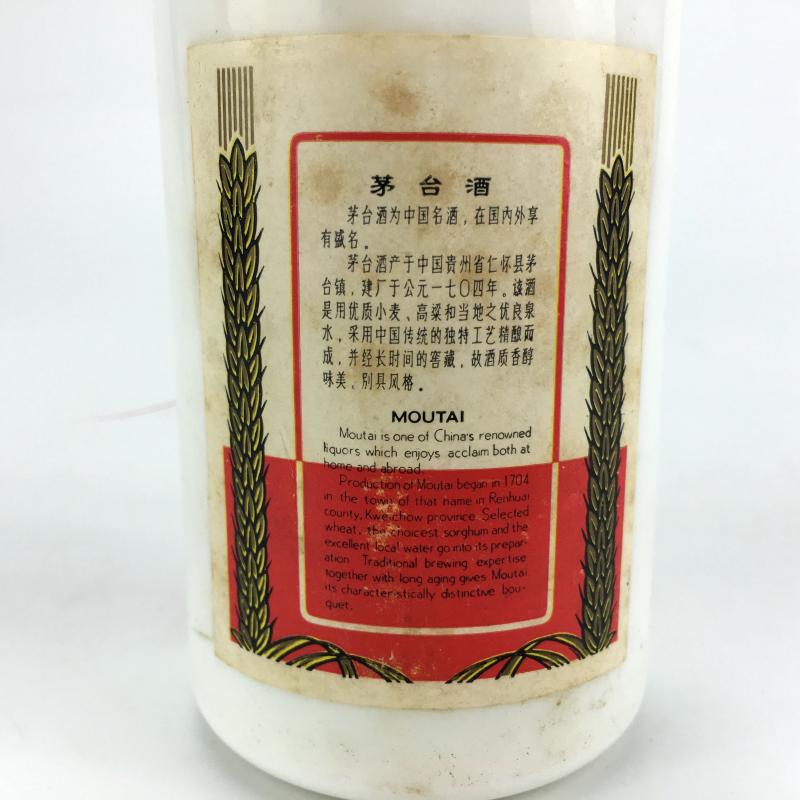 茅台酒
茅台酒为中国名酒，在国内外享
有盛名。
茅台酒产于中国贵州省仁怀县茅
台镇，建厂于公元一七〇四年。该酒
是用优质小麦、高粱和当地之优良泉
水，采用中国传统的独特工艺精酿而
成，并经长时间的窖藏，故酒质香醇
味美，别具风格。
MOUTAI
Moutai is one of China's renowned
liquors which enjoys acclaim both at
home and abroad.
Production of Moutai began in 1704
in the town of that name in Renhuai
county, Kweichow province. Selected
wheat, the choicest sorghum and the
excellent local water go into its prepar-
ation Traditional brewing expertise
together with long aging gives Moutai
its characteristically distinctive bou-
quet.